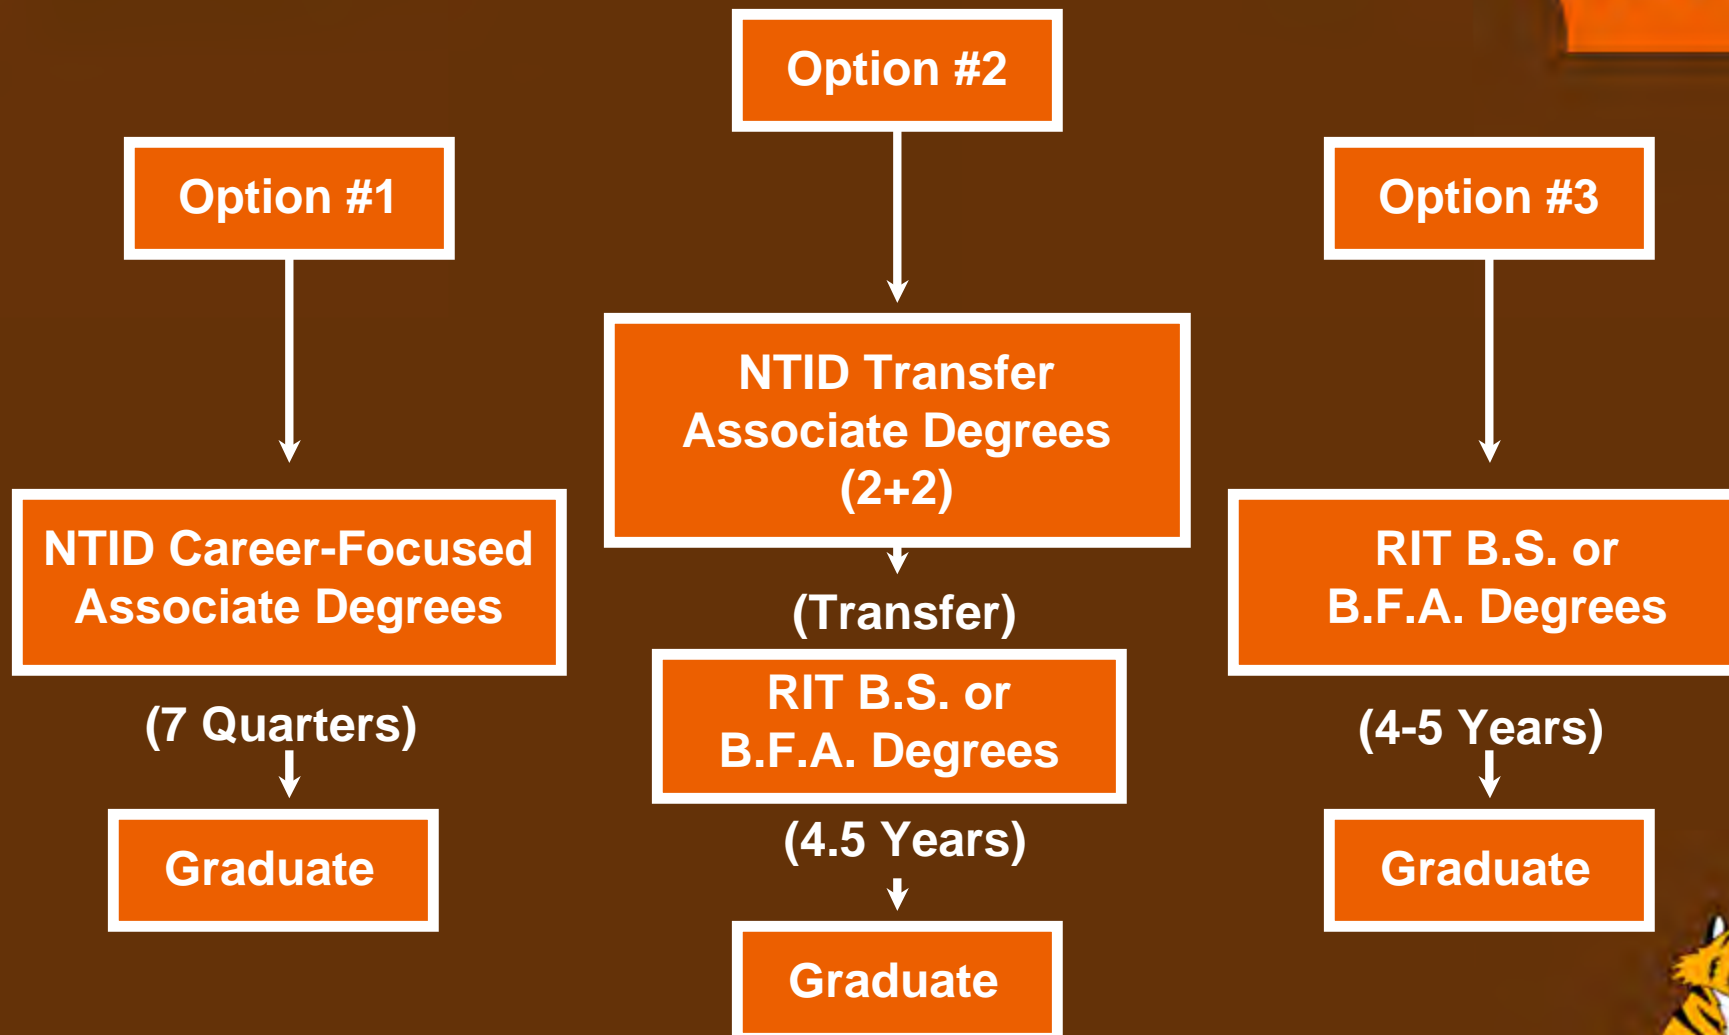 Option #1
NTID Career-Focused
Associate Degrees
(7 Quarters)
Graduate
Option #2
NTID Transfer
Associate Degrees
(2+2)
(Transfer)
RIT B.S. or
B.F.A. Degrees
(4.5 Years)
Graduate
Option #3
RIT B.S. or
B.F.A. Degrees
(4-5 Years)
Graduate